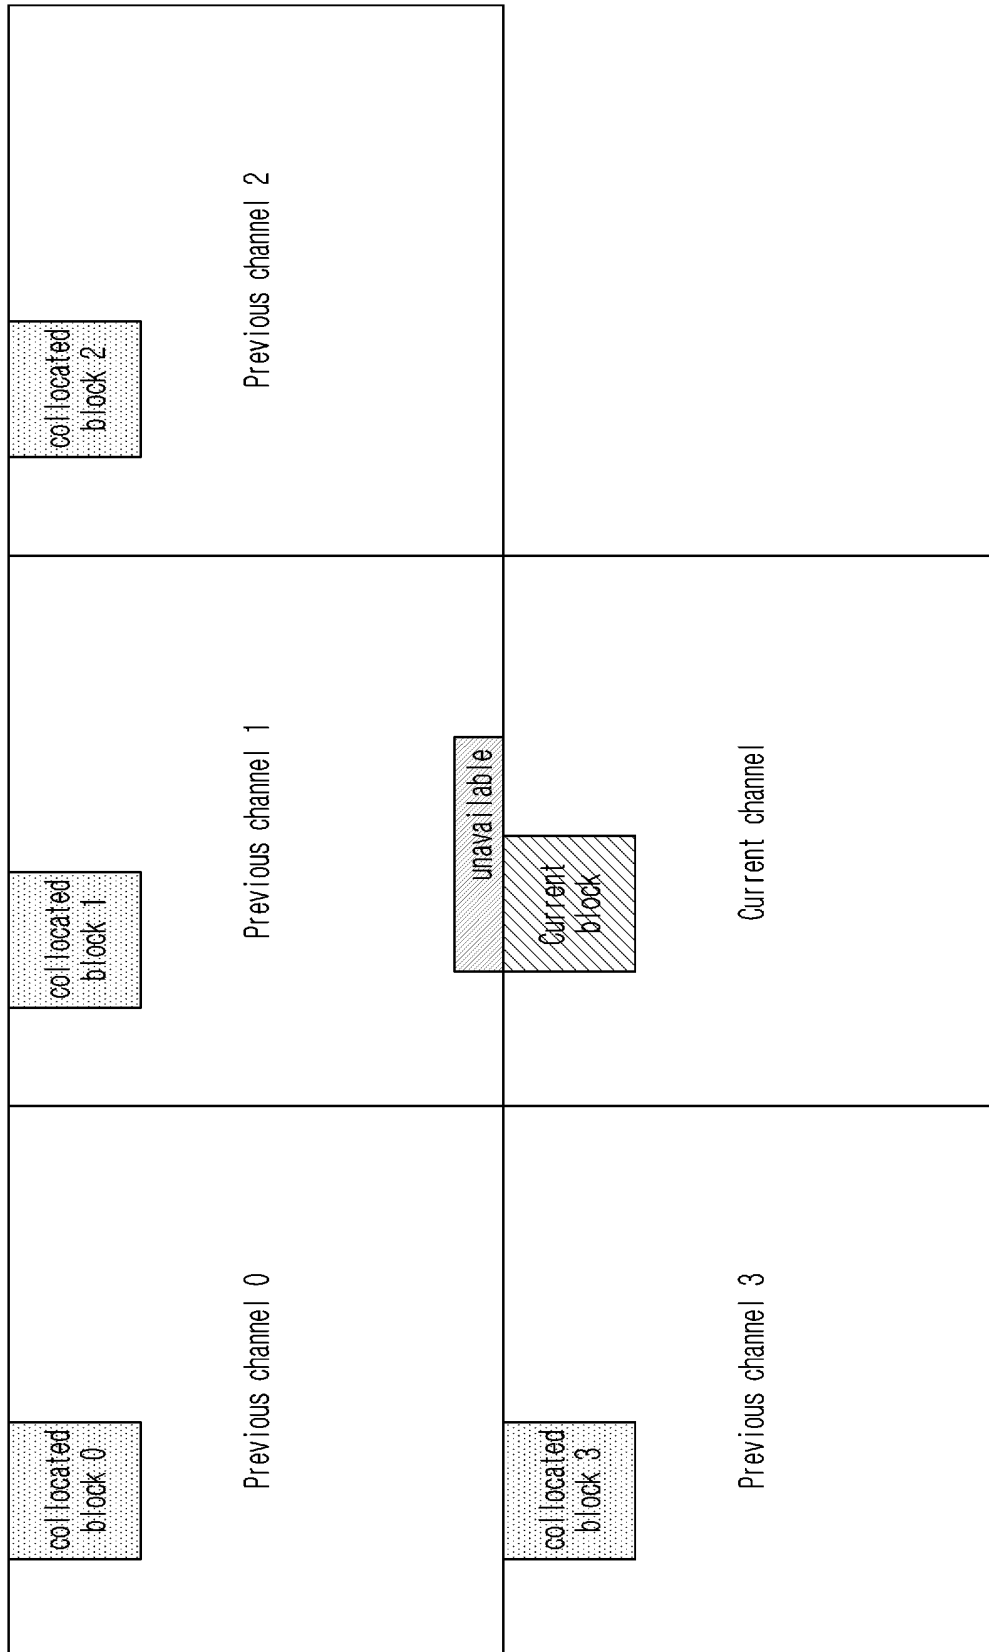 collocated
block 0
Previous channel 0
collocated
block 1
Previous channel 1
collocated
block 2
Previous channel 2
collocated
block 3
Previous channel 3
unavailable
Current
block
Current channel